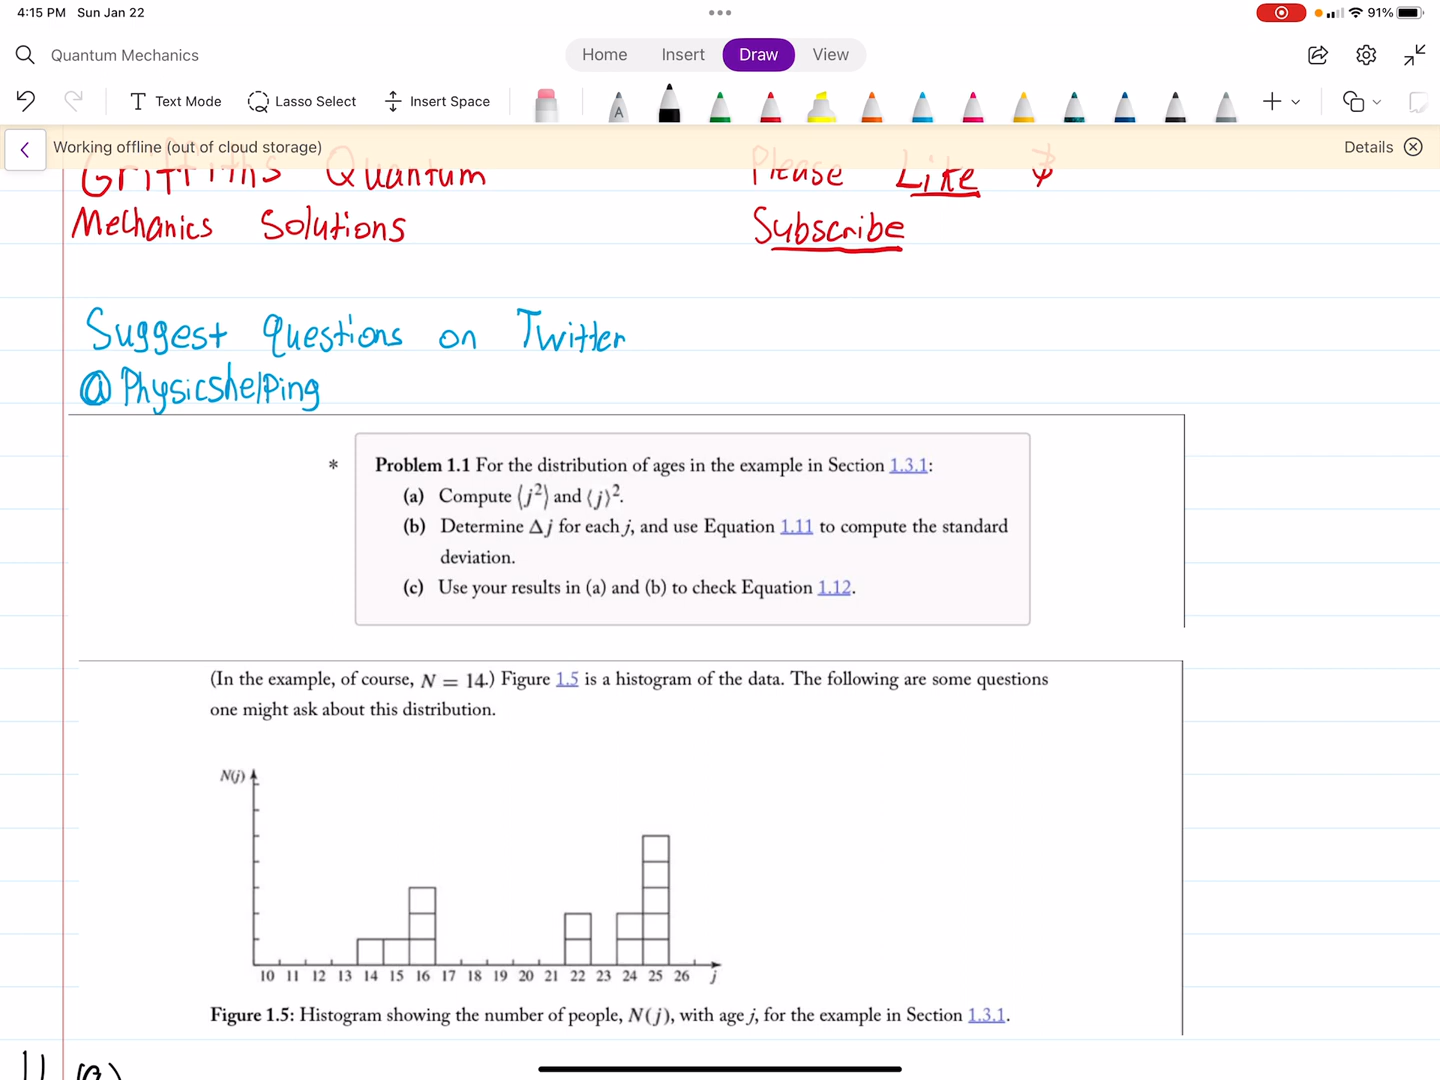 4:15 PM Sun Jan 22
91%
Quantum Mechanics
Home Insert Draw View
Text Mode Lasso Select Insert Space
A
Working offline (out of cloud storage)
Details
Griffiths Quantum
Mechanics Solutions
Please Like &
Subscribe
Suggest Questions on Twitter
@Physicshelping
* Problem 1.1 For the distribution of ages in the example in Section 1.3.1:
(a) Compute ⟨j²⟩ and ⟨j⟩².
(b) Determine Δj for each j, and use Equation 1.11 to compute the standard
deviation.
(c) Use your results in (a) and (b) to check Equation 1.12.
(In the example, of course, N = 14.) Figure 1.5 is a histogram of the data. The following are some questions
one might ask about this distribution.
N(j)
10 11 12 13 14 15 16 17 18 19 20 21 22 23 24 25 26 j
Figure 1.5: Histogram showing the number of people, N(j), with age j, for the example in Section 1.3.1.